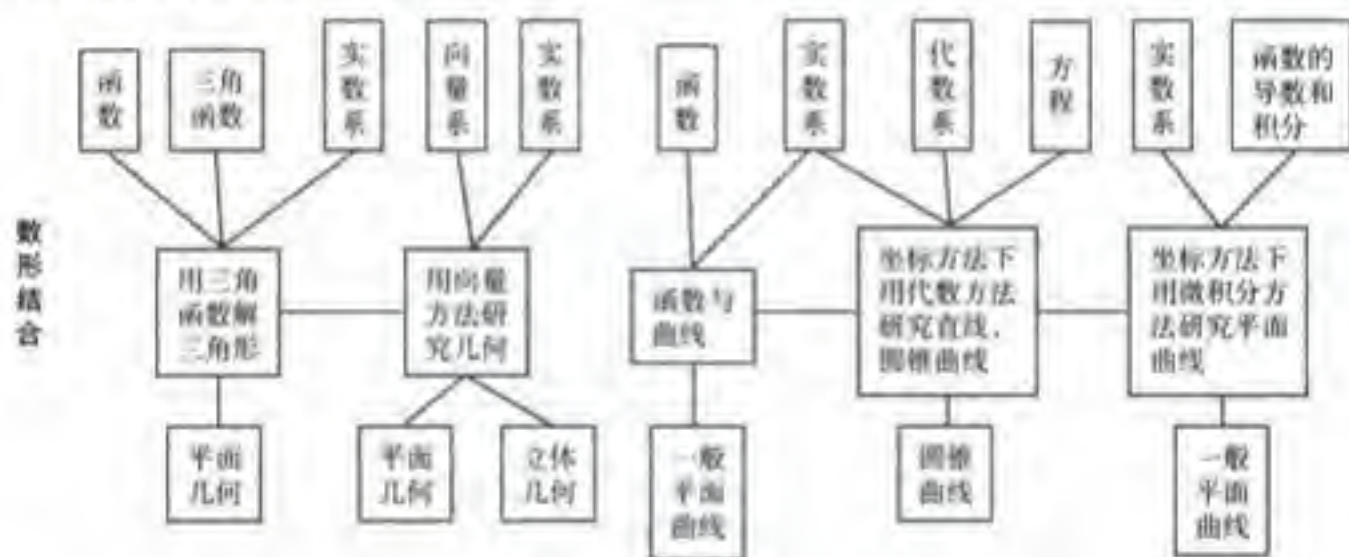 函
数
三角
函数
实
数
系
向
量
系
实
数
系
函
数
实
数
系
代
数
系
方
程
实
数
系
函数的
导数和
积分
数
形
结
合
用三角
函数解
三角形
用向量
方法研
究几何
函数与
曲线
坐标方法下
用代数方法
研究直线，
圆锥曲线
坐标方法下
用微积分方
法研究平面
曲线
平面
几何
平面
几何
立体
几何
一般
平面
曲线
圆锥
曲线
一般
平面
曲线